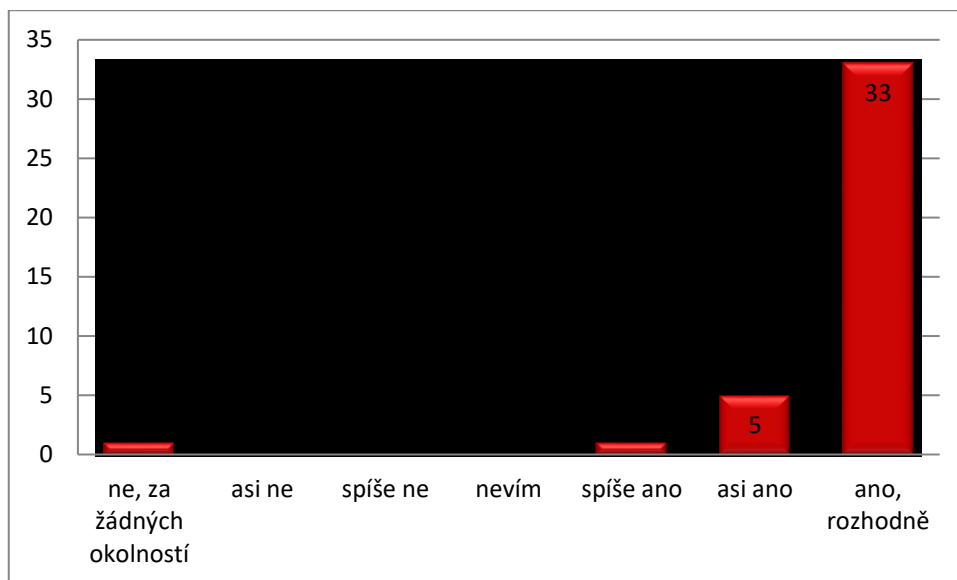 35
30
25
20
15
10
5
0
33
5
ne, za
žádných
okolností
asi ne
spíše ne
nevím
spíše ano
asi ano
ano,
rozhodně